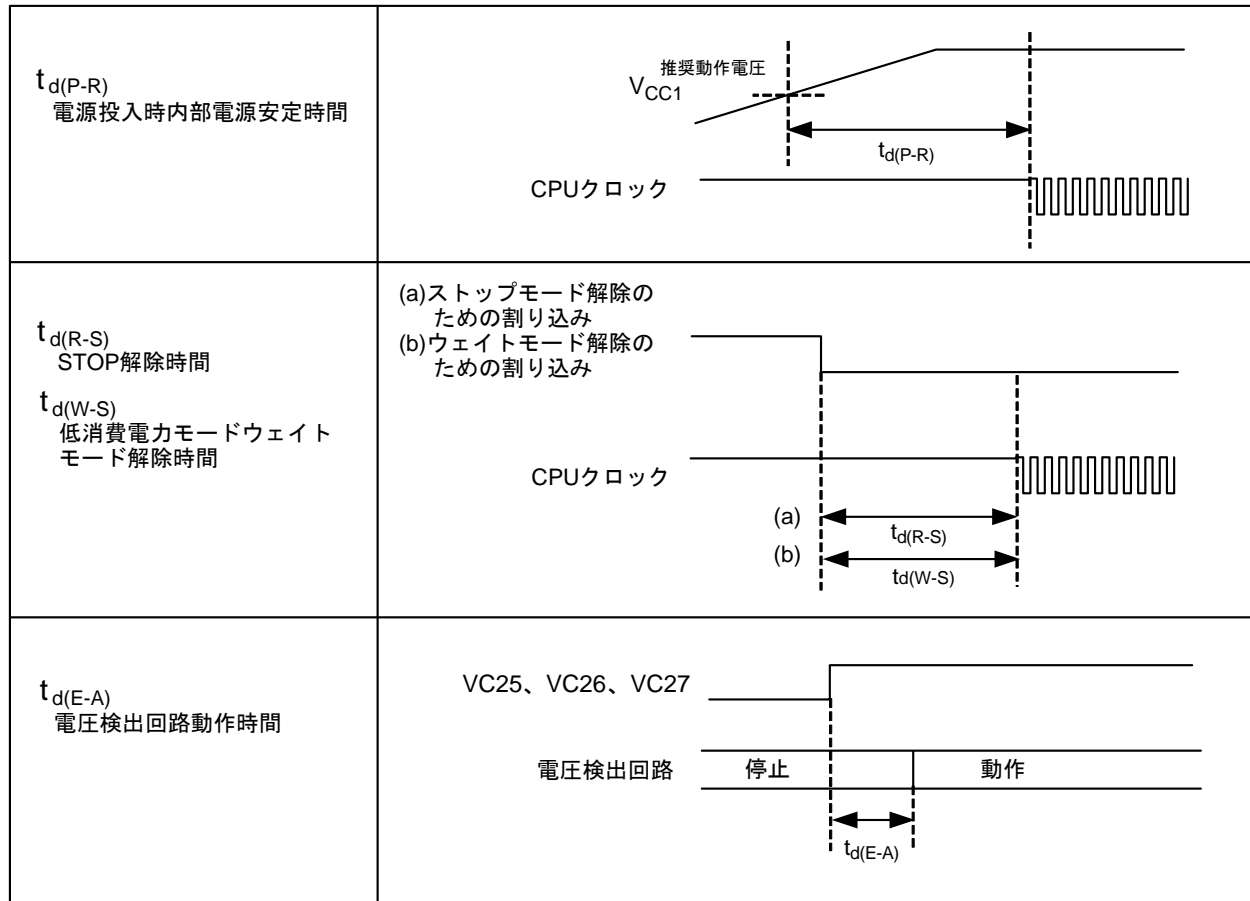 td(P-R)
電源投入時内部電源安定時間
推奨動作電圧
VCC1
td(P-R)
CPUクロック
td(R-S)
STOP解除時間
td(W-S)
低消費電力モードウェイト
モード解除時間
(a)ストップモード解除の
ための割り込み
(b)ウェイトモード解除の
ための割り込み
CPUクロック
(a)
td(R-S)
(b)
td(W-S)
td(E-A)
電圧検出回路動作時間
VC25、VC26、VC27
電圧検出回路
停止
動作
td(E-A)